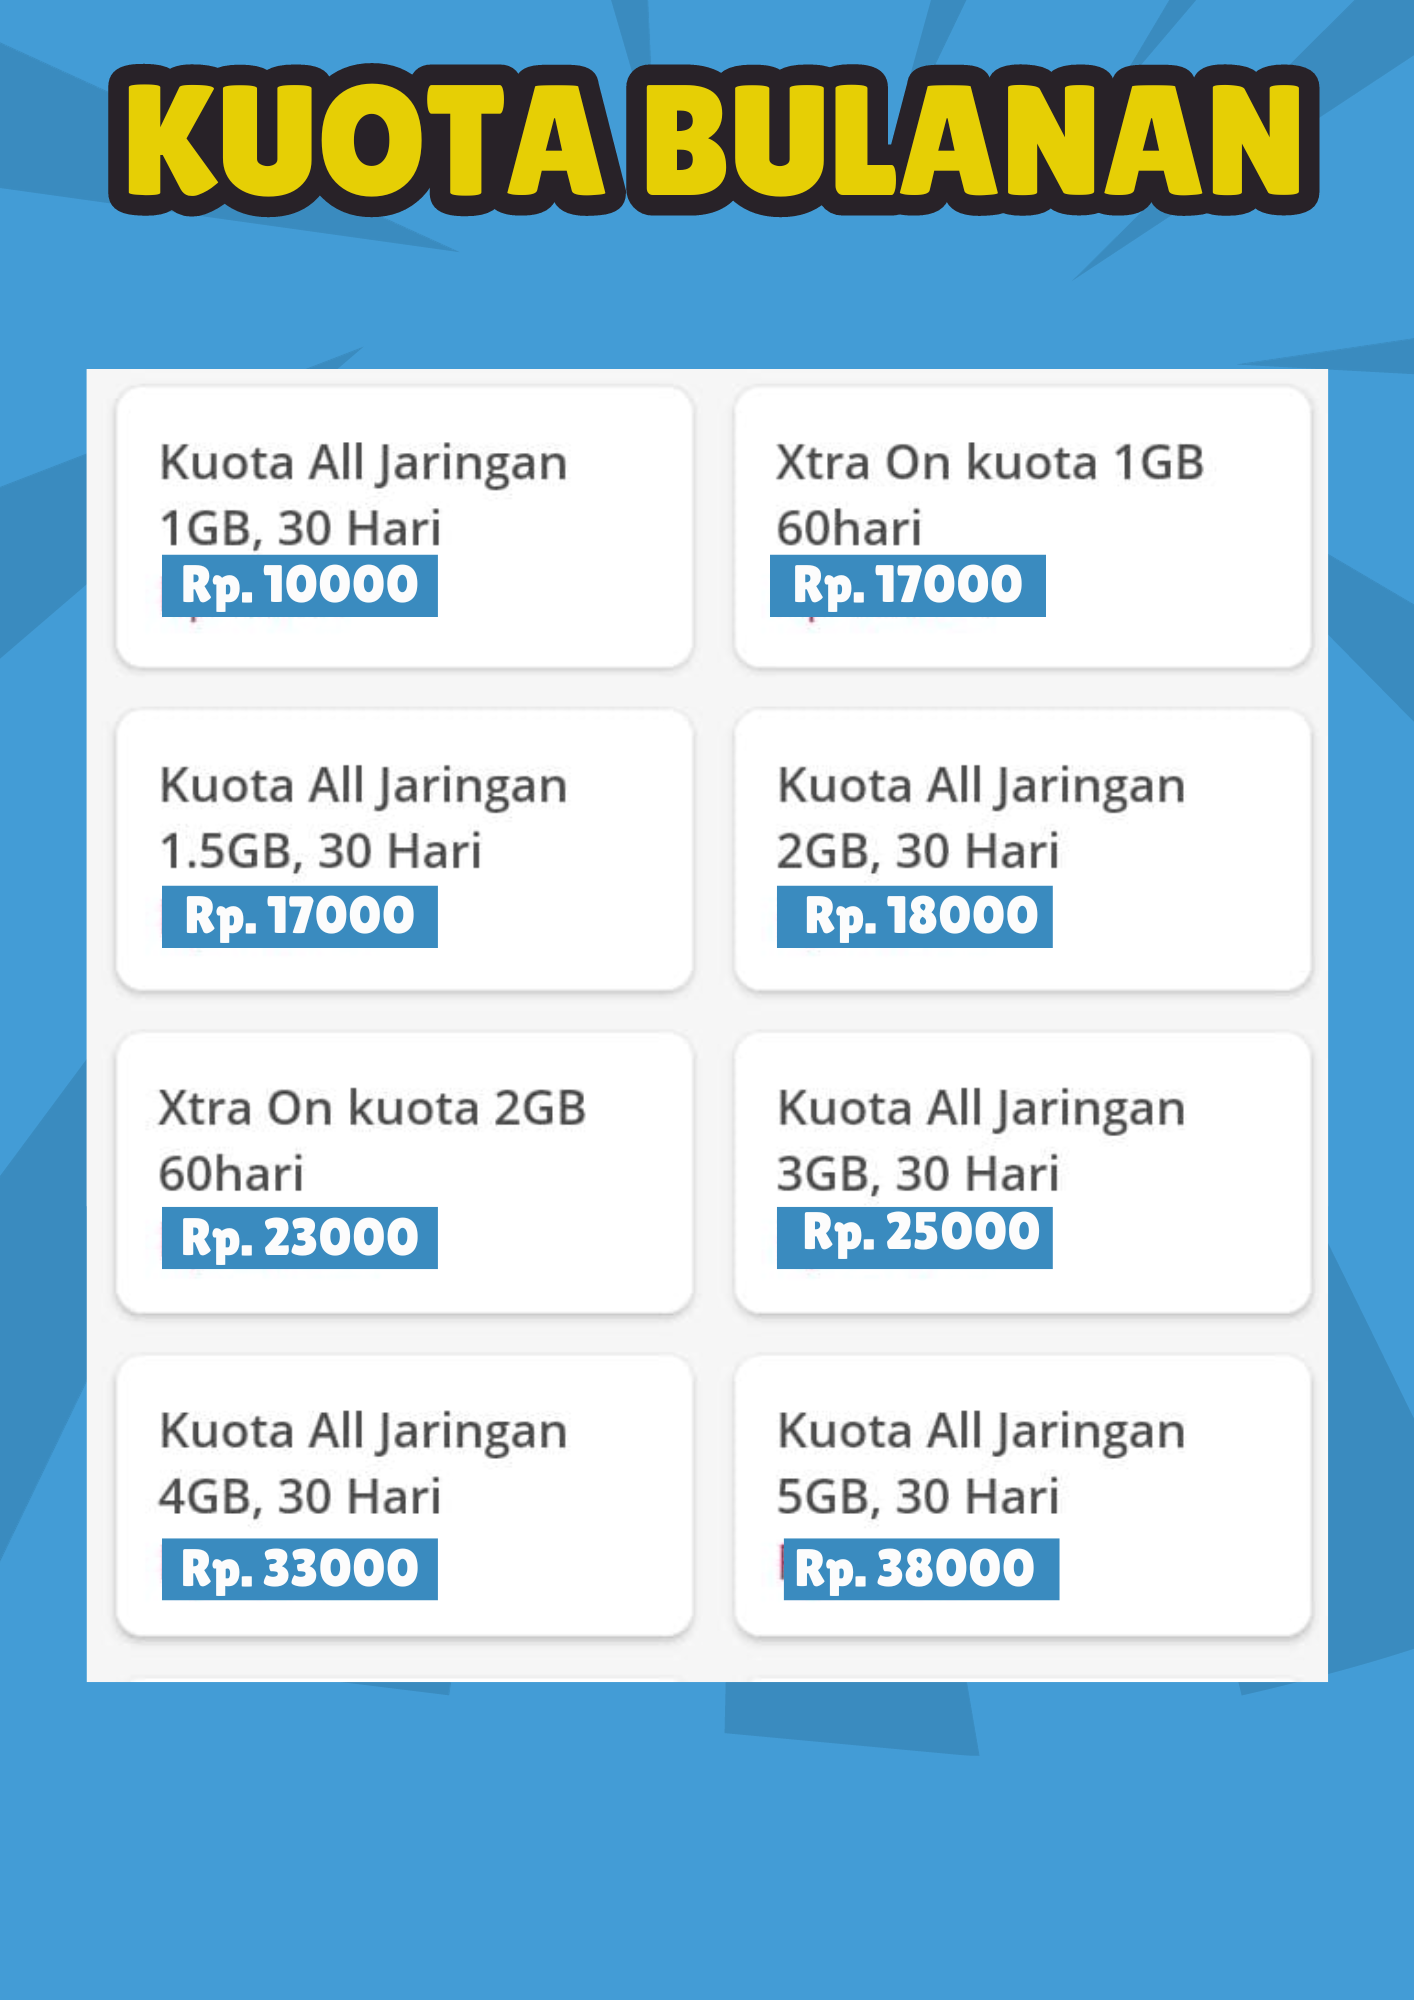 KUOTA BULANAN
Kuota All Jaringan
1GB, 30 Hari
Rp. 10000
Xtra On kuota 1GB
60hari
Rp. 17000
Kuota All Jaringan
1.5GB, 30 Hari
Rp. 17000
Kuota All Jaringan
2GB, 30 Hari
Rp. 18000
Xtra On kuota 2GB
60hari
Rp. 23000
Kuota All Jaringan
3GB, 30 Hari
Rp. 25000
Kuota All Jaringan
4GB, 30 Hari
Rp. 33000
Kuota All Jaringan
5GB, 30 Hari
Rp. 38000